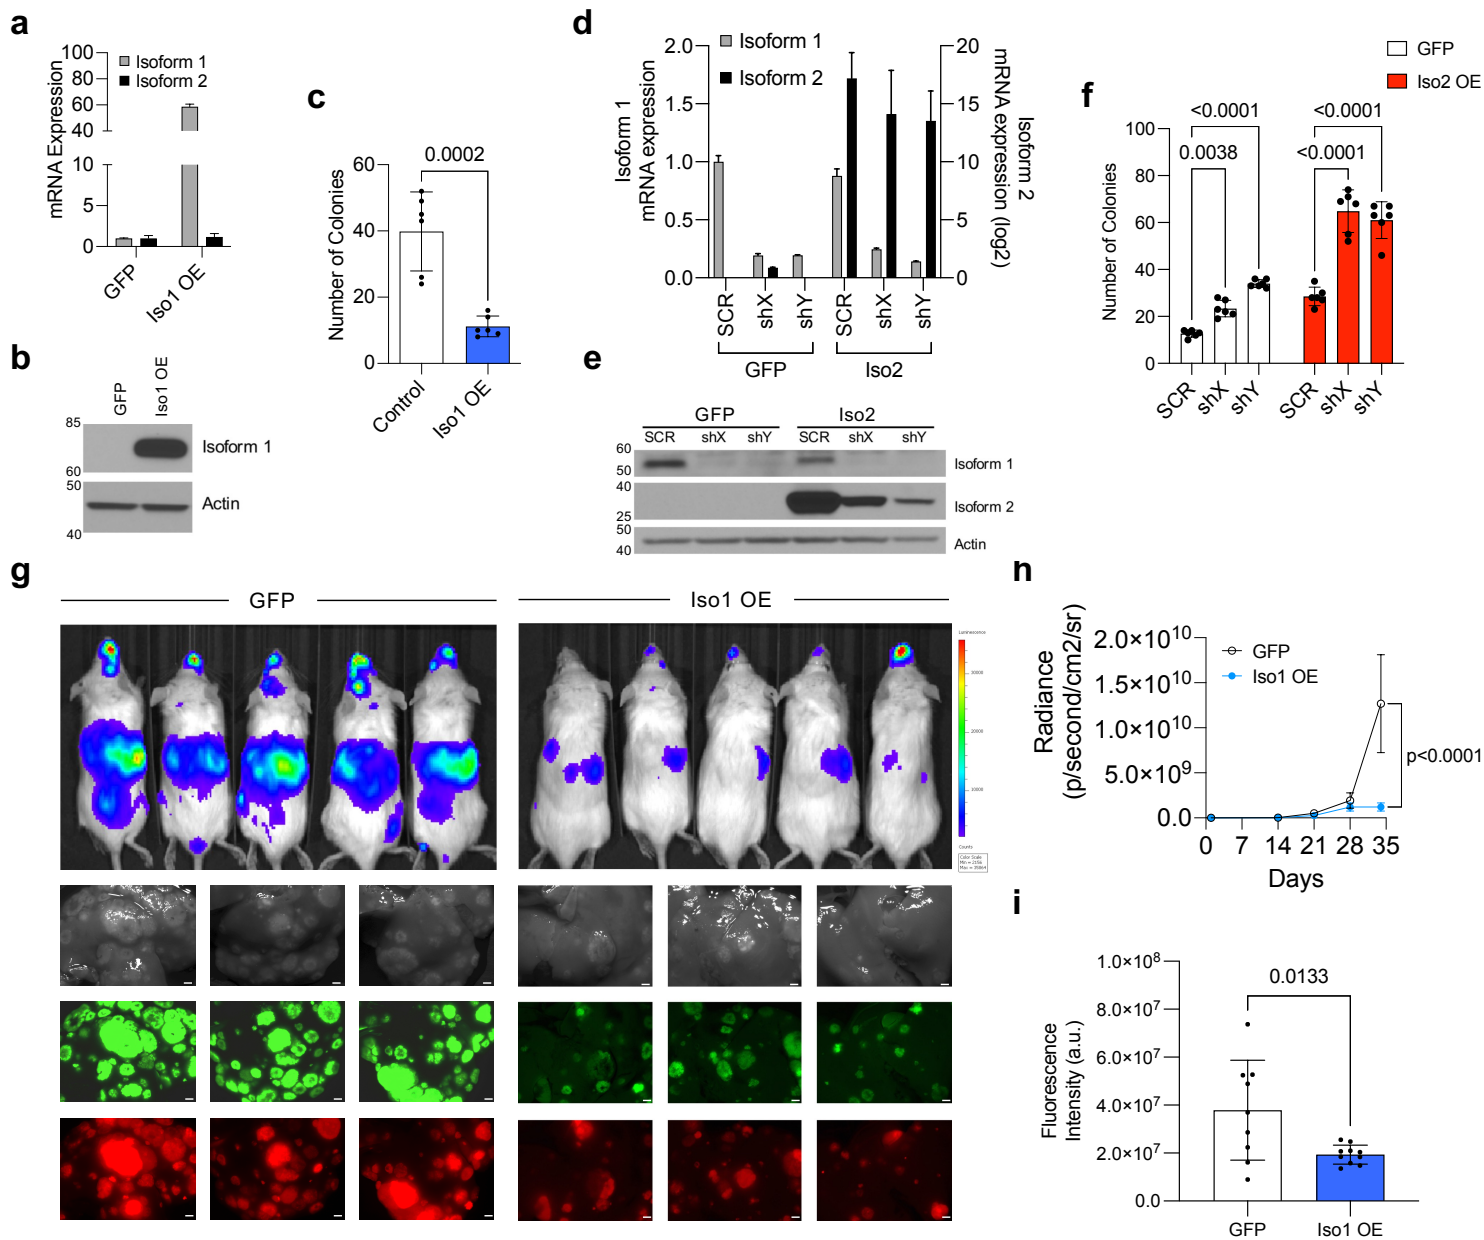 a
100
80
60
40
10
5
0
mRNA Expression
Isoform 1
Isoform 2
GFP
Iso1 OE
b
GFP
Iso1 OE
85
60
Isoform 1
50
40
Actin
c
0.0002
60
40
20
0
Number of Colonies
Control
Iso1 OE
d
Isoform 1
Isoform 2
Isoform 1
mRNA expression
2.0
1.5
1.0
0.5
0.0
20
15
10
5
0
Isoform 2
mRNA expression (log2)
SCR
shX
shY
SCR
shX
shY
GFP
Iso2
e
GFP
Iso2
SCR
shX
shY
SCR
shX
shY
60
50
Isoform 1
40
25
Isoform 2
50
40
Actin
f
GFP
Iso2 OE
<0.0001
<0.0001
0.0038
<0.0001
100
80
60
40
20
0
Number of Colonies
SCR
shX
shY
SCR
shX
shY
g
GFP
Iso1 OE
Luminescence
30000
20000
10000
Counts
Color Scale
h
Radiance
(p/second/cm2/sr)
2.0×10¹⁰
1.5×10¹⁰
1.0×10¹⁰
5.0×10⁹
0.0
GFP
Iso1 OE
p<0.0001
0 7 14 21 28 35
Days
i
Fluorescence
Intensity (a.u.)
1.0×10⁸
8.0×10⁷
6.0×10⁷
4.0×10⁷
2.0×10⁷
0.0
0.0133
GFP
Iso1 OE